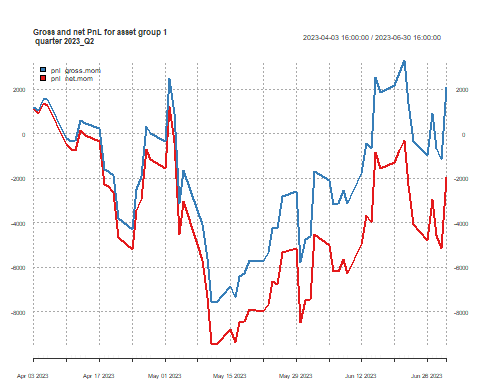 Gross and net PnL for asset group 1
quarter 2023_Q2
2023-04-03 16:00:00 / 2023-06-30 16:00:00
pnl_gross.mom
pnl_net.mom
2000 2000
0 0
-2000 -2000
-4000 -4000
-6000 -6000
-8000 -8000
Apr 03 2023 Apr 17 2023 May 01 2023 May 15 2023 May 29 2023 Jun 12 2023 Jun 26 2023